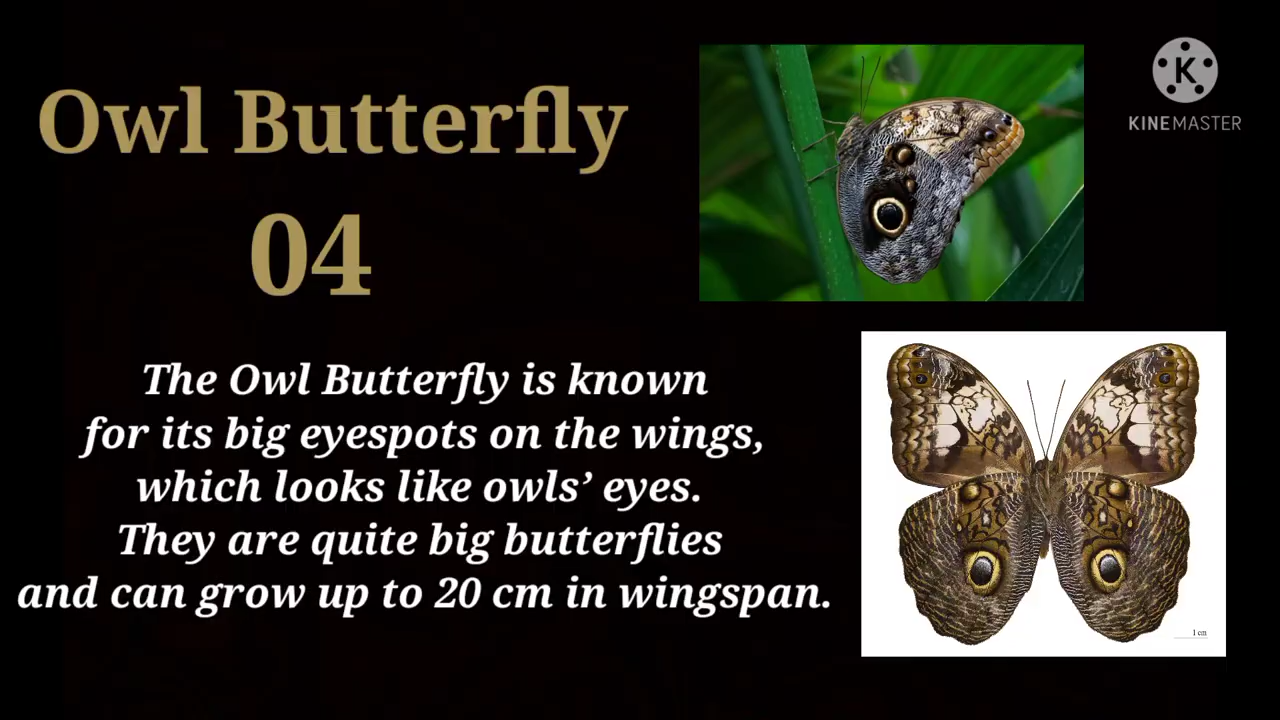 Owl Butterfly
04
KINEMASTER
The Owl Butterfly is known
for its big eyespots on the wings,
which looks like owls’ eyes.
They are quite big butterflies
and can grow up to 20 cm in wingspan.
1 cm